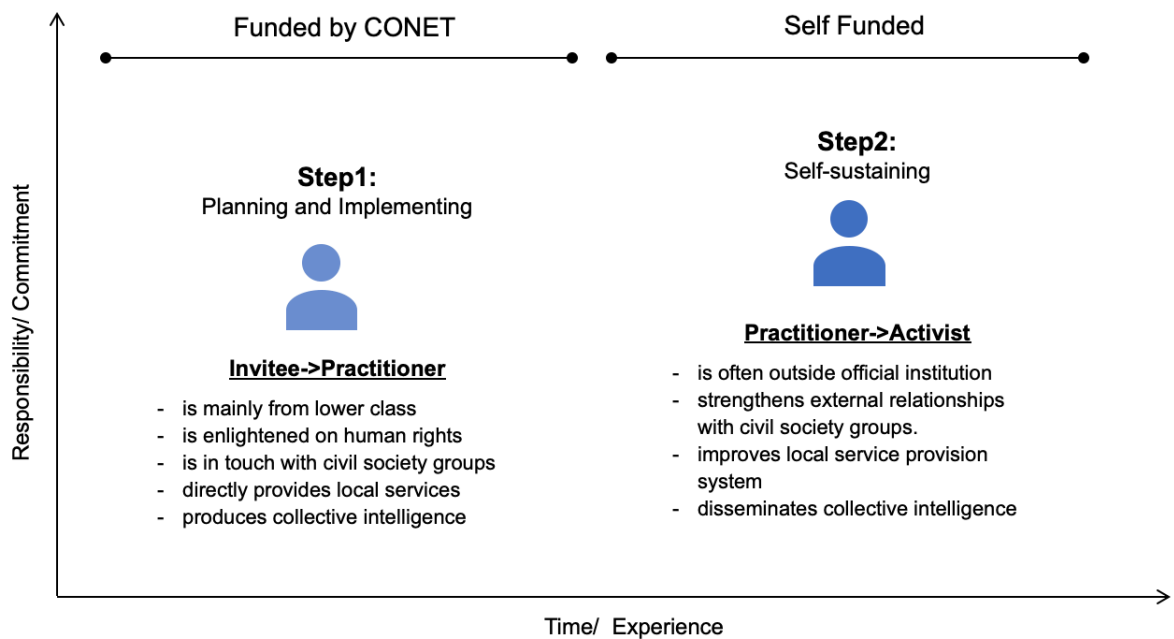 Funded by CONET
Self Funded
Responsibility/ Commitment
Step1:
Planning and Implementing
Invitee->Practitioner
- is mainly from lower class
- is enlightened on human rights
- is in touch with civil society groups
- directly provides local services
- produces collective intelligence
Step2:
Self-sustaining
Practitioner->Activist
- is often outside official institution
- strengthens external relationships
with civil society groups.
- improves local service provision
system
- disseminates collective intelligence
Time/ Experience